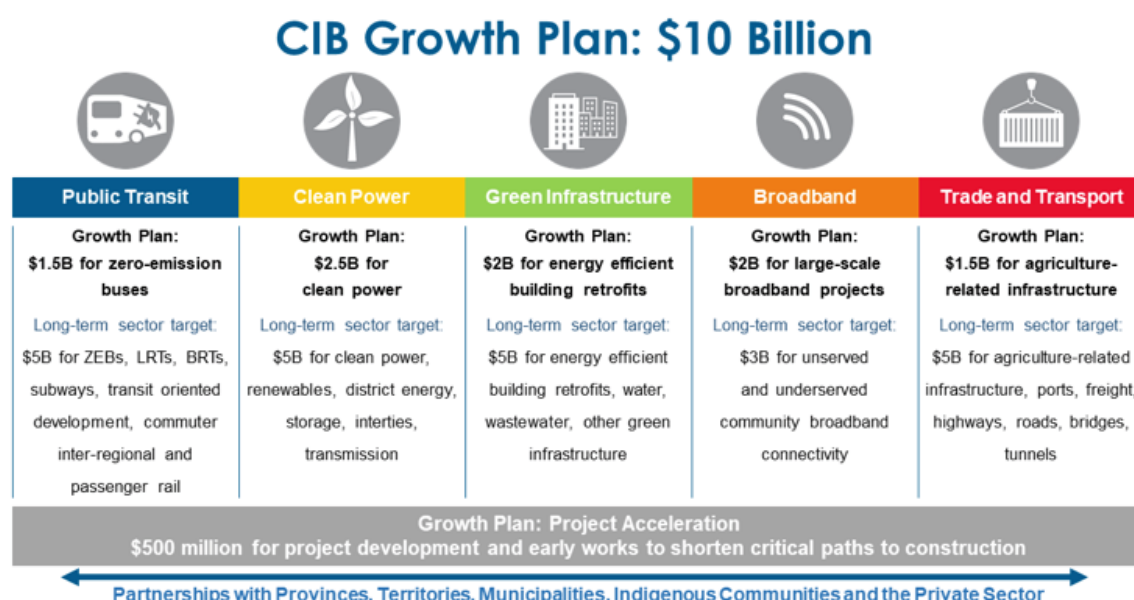 CIB Growth Plan: $10 Billion
Public Transit
Growth Plan:
$1.5B for zero-emission
buses
Long-term sector target:
$5B for ZEBs, LRTs, BRTs,
subways, transit oriented
development, commuter
inter-regional and
passenger rail
Clean Power
Growth Plan:
$2.5B for
clean power
Long-term sector target:
$5B for clean power,
renewables, district energy,
storage, interties,
transmission
Green Infrastructure
Growth Plan:
$2B for energy efficient
building retrofits
Long-term sector target:
$5B for energy efficient
building retrofits, water,
wastewater, other green
infrastructure
Broadband
Growth Plan:
$2B for large-scale
broadband projects
Long-term sector target:
$3B for unserved
and underserved
community broadband
connectivity
Trade and Transport
Growth Plan:
$1.5B for agriculture-
related infrastructure
Long-term sector target:
$5B for agriculture-related
infrastructure, ports, freight,
highways, roads, bridges,
tunnels
Growth Plan: Project Acceleration
$500 million for project development and early works to shorten critical paths to construction
Partnerships with Provinces, Territories, Municipalities, Indigenous Communities and the Private Sector